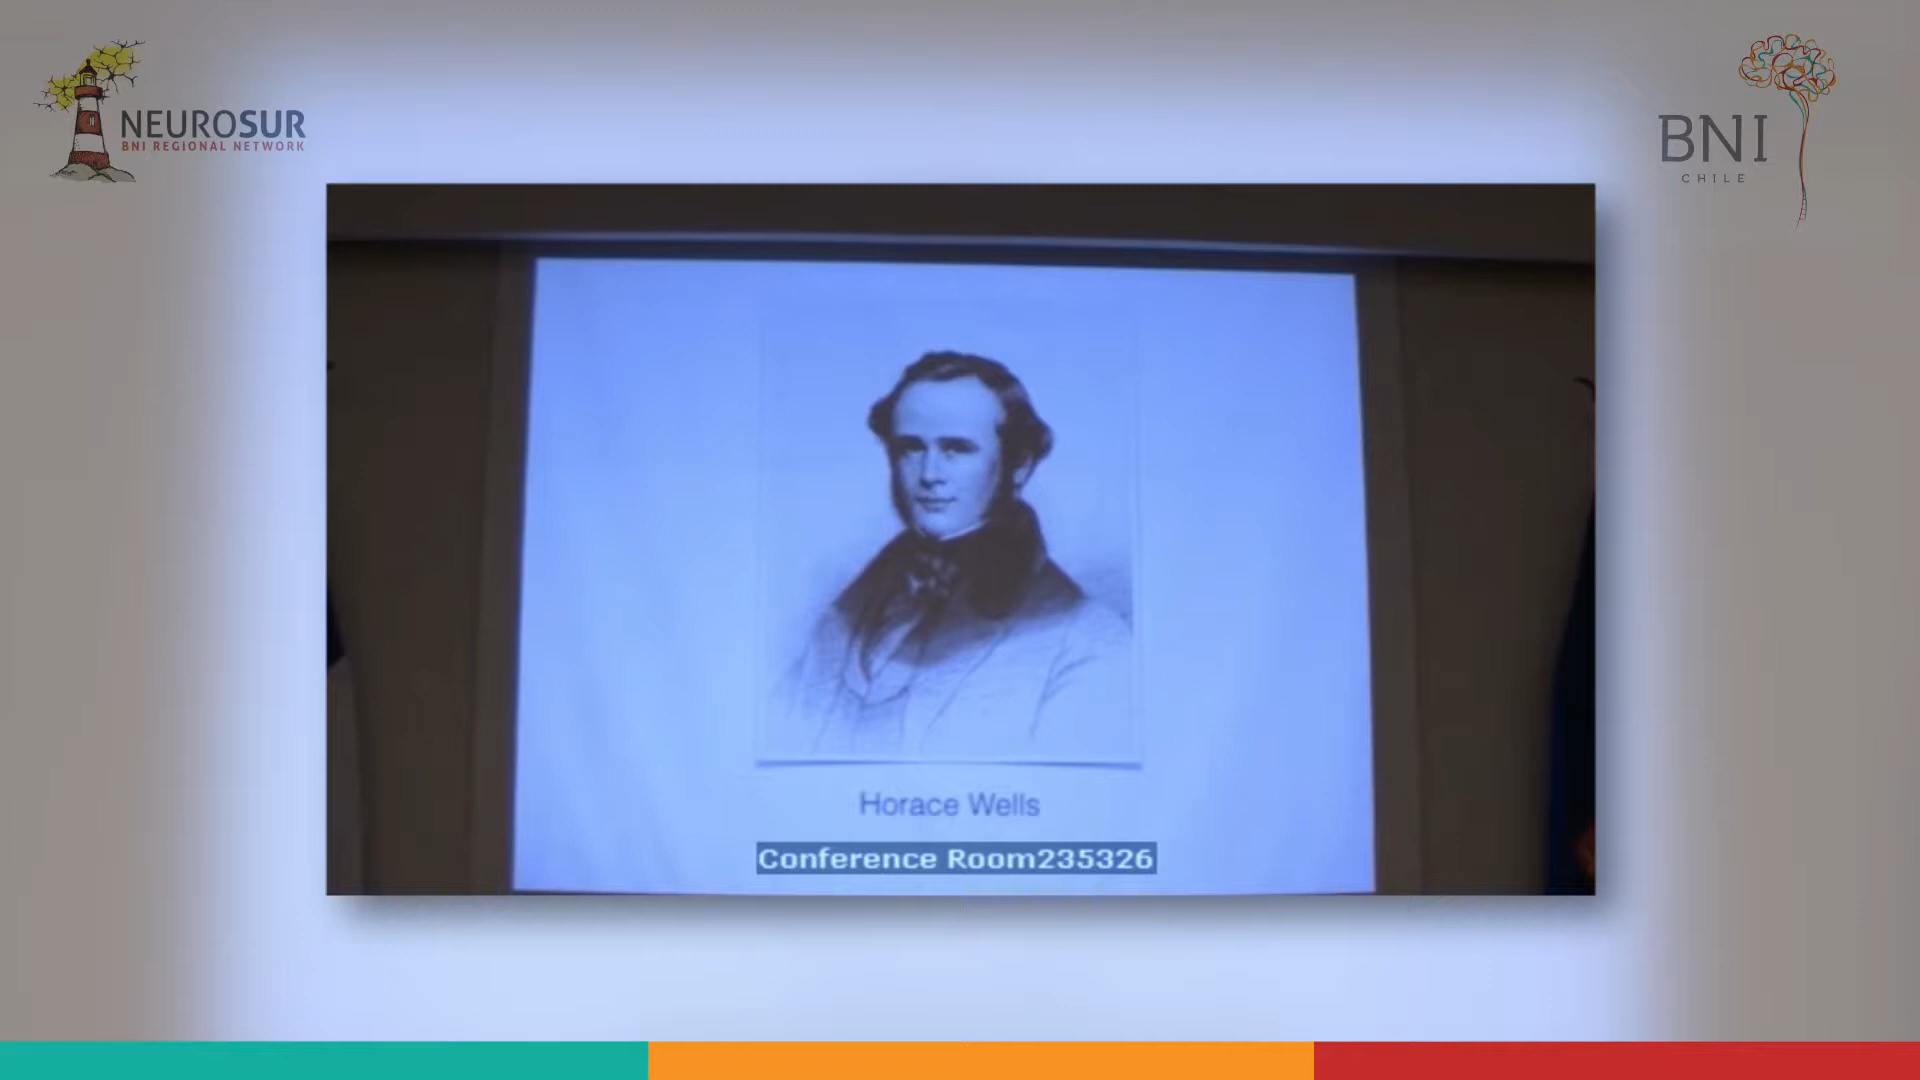 NEUROSUR
BNI REGIONAL NETWORK
BNI
CHILE
Horace Wells
Conference Room235326